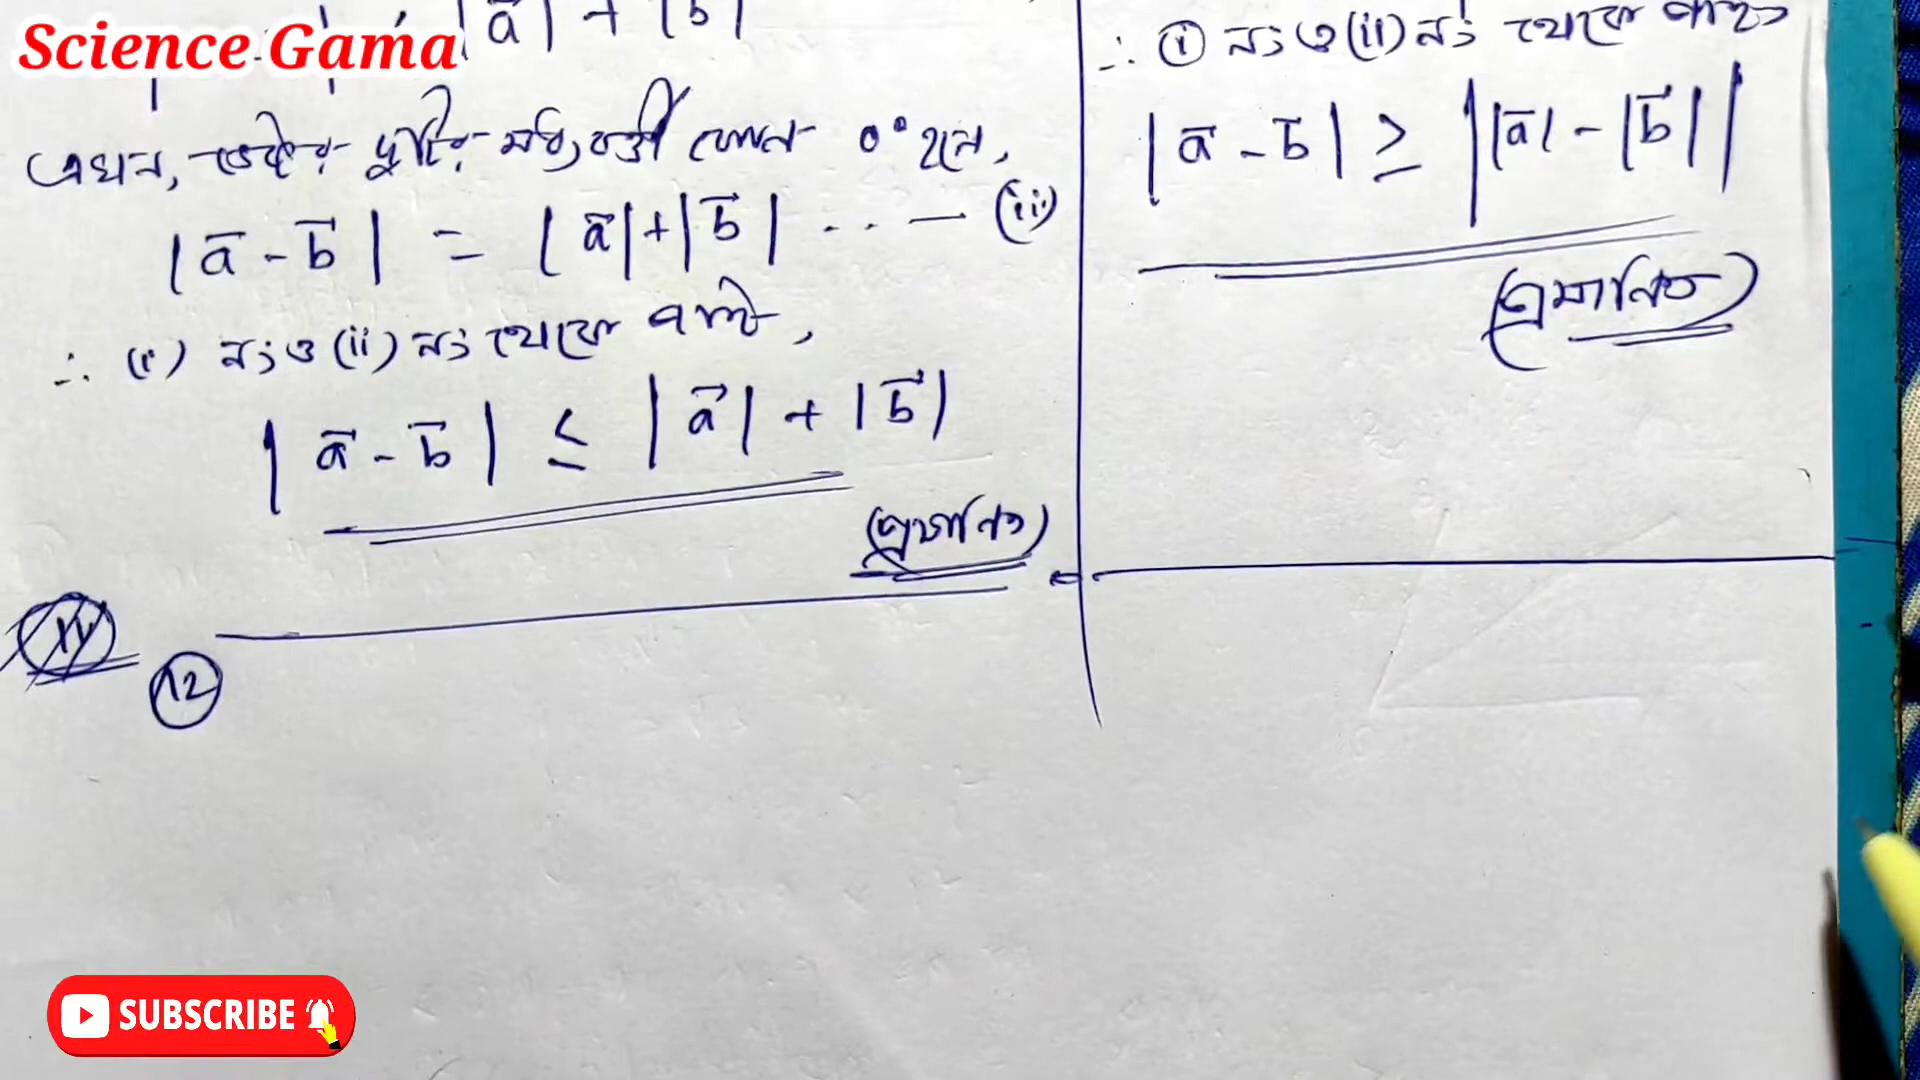 Science Gama
|a⃗| + |b⃗|
এখন, ভেক্টর দুটির মধ্যবর্তী কোন 0° হলে,
|a⃗ - b⃗| = |a⃗| + |b⃗| ... — (ii)
∴ (i) নং ও (ii) নং থেকে পাই,
|a⃗ - b⃗| ≤ |a⃗| + |b⃗|
(প্রমানিত)
12
∴ (i) নং ও (ii) নং থেকে পাই
|a⃗ - b⃗| ≥ ||a⃗| - |b⃗||
(প্রমানিত)
SUBSCRIBE